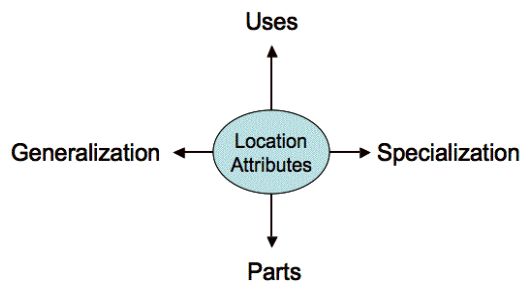 Uses
Generalization
Location
Attributes
Specialization
Parts